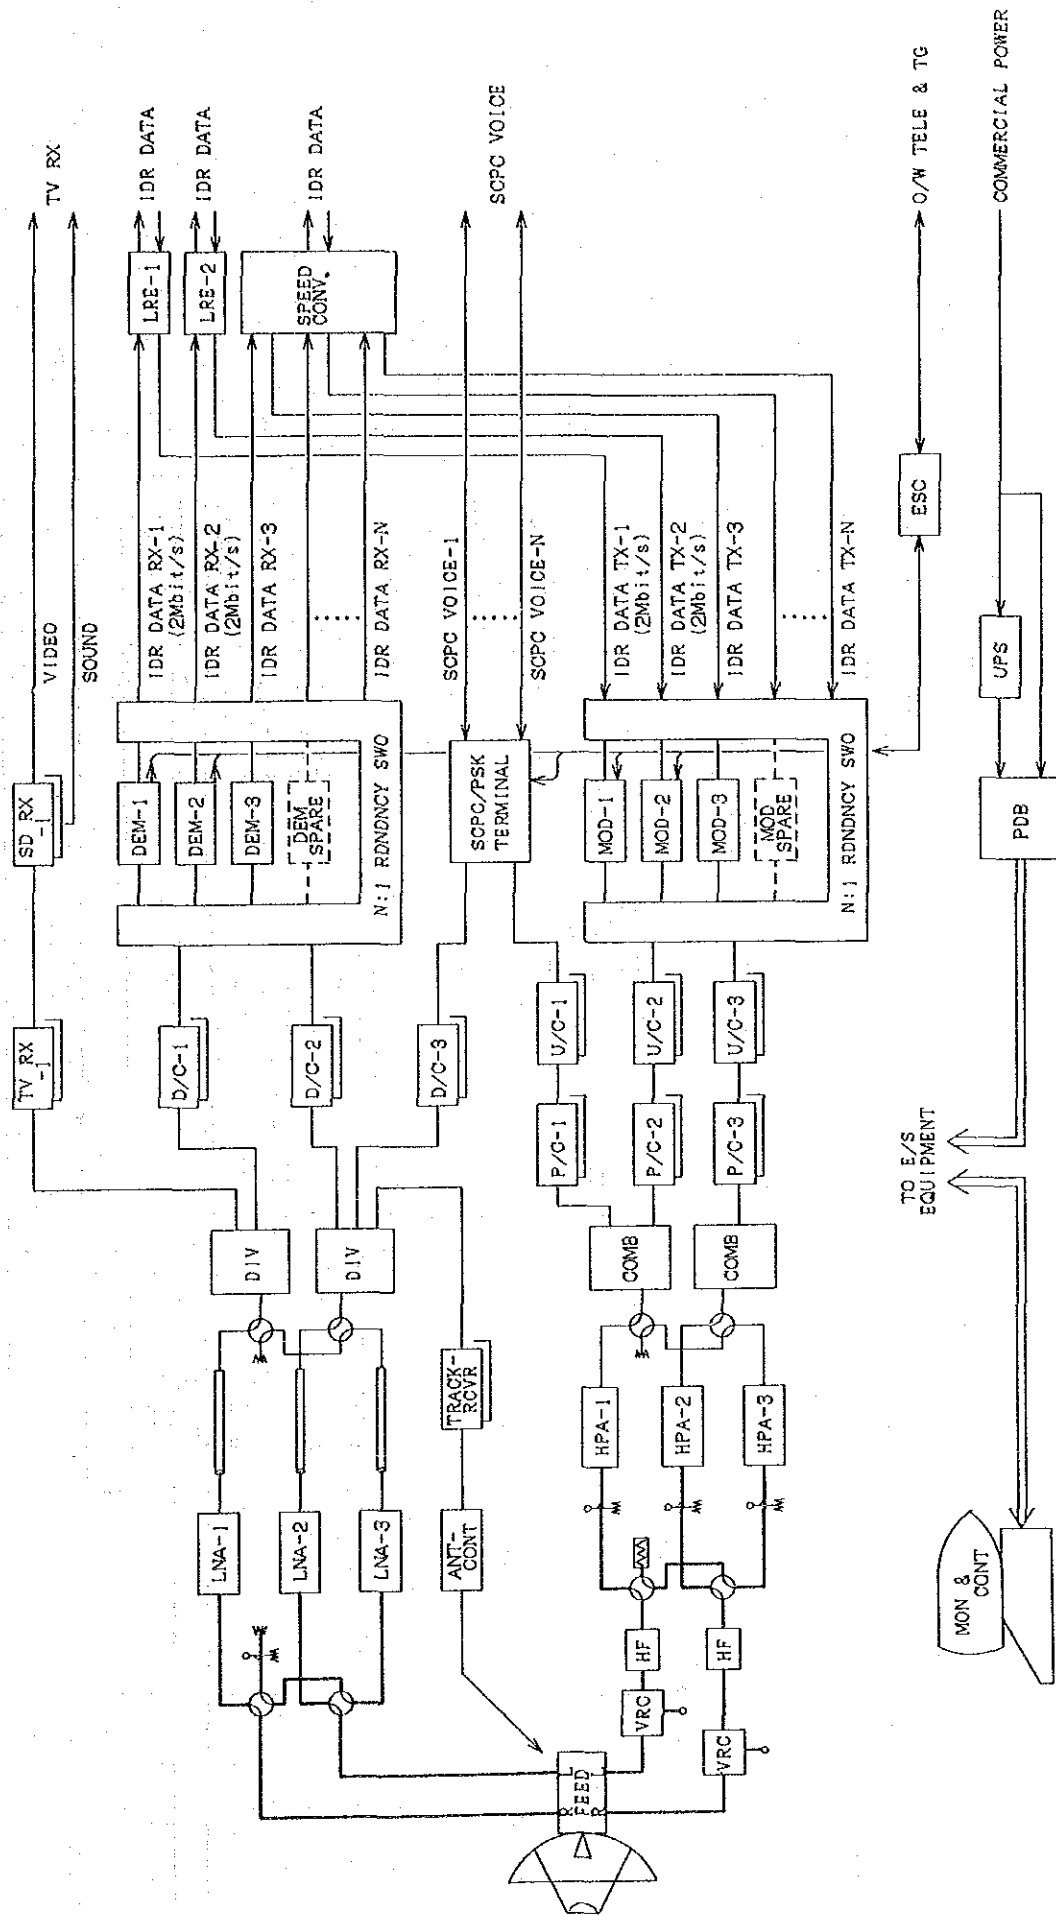 TV RX
VIDEO
SOUND
SD RX
-1
TV RX
-1
IDR DATA
LRE-1
IDR DATA RX-1
(2Mbit/s)
IDR DATA
LRE-2
IDR DATA RX-2
(2Mbit/s)
IDR DATA
SPEED
CONV.
IDR DATA RX-3
IDR DATA RX-N
DEM-1
DEM-2
DEM-3
DEM
SPARE
N:1 RDNDNCY SWO
D/C-1
D/C-2
D/C-3
DIV
DIV
LNA-1
LNA-2
LNA-3
TRACK-
RCVR
ANT-
CONT
SCPC VOICE
SCPC VOICE-1
SCPC VOICE-N
SCPC/PSK
TERMINAL
IDR DATA TX-1
(2Mbit/s)
IDR DATA TX-2
(2Mbit/s)
IDR DATA TX-3
IDR DATA TX-N
MOD-1
MOD-2
MOD-3
MOD
SPARE
N:1 RDNDNCY SWO
U/C-1
U/C-2
U/C-3
P/C-1
P/C-2
P/C-3
COMB
COMB
HPA-1
HPA-2
HPA-3
HF
HF
VRC
VRC
R L
FEED
R L
O/W TELE & TG
ESC
COMMERCIAL POWER
UPS
PDB
TO E/S
EQUIPMENT
MON &
CONT